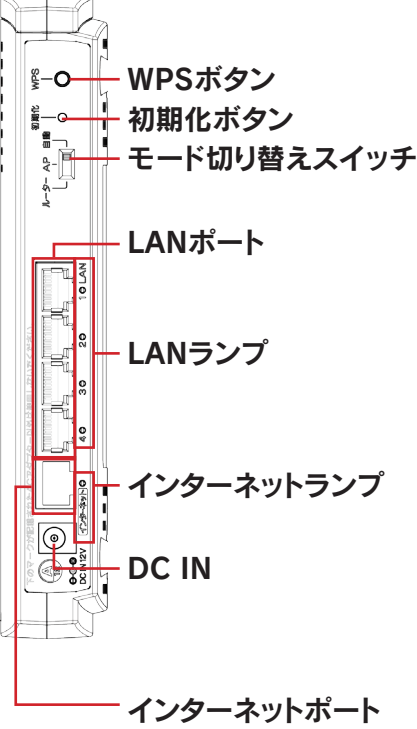 WPSボタン
初期化ボタン
モード切り替えスイッチ
LANポート
LANランプ
インターネットランプ
DC IN
インターネットポート
WPS
初期化
ルーター AP 自動
1 LAN
2
3
4
インターネット
DC IN 12V